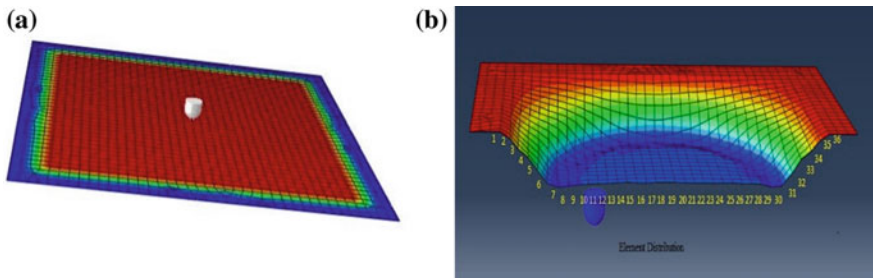 (a)
(b)
1 2 3 4 5 6 7 8 9 10 11 12 13 14 15 16 17 18 19 20 21 22 23 24 25 26 27 28 29 30 31 32 33 34 35 36
Element Distribution